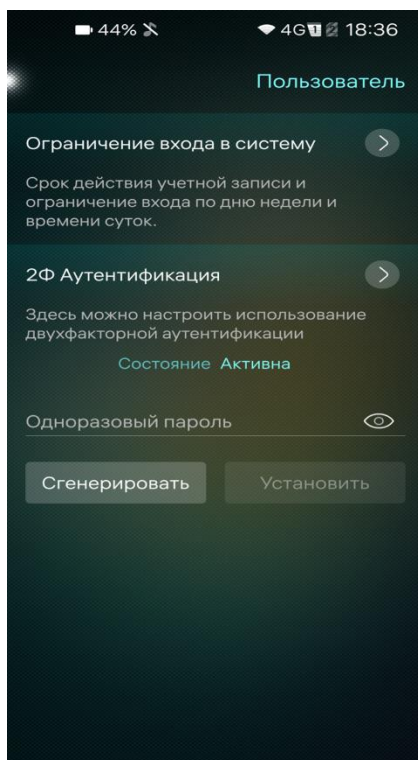 44% 4G 18:36
Пользователь
Ограничение входа в систему
Срок действия учетной записи и
ограничение входа по дню недели и
времени суток.
2Ф Аутентификация
Здесь можно настроить использование
двухфакторной аутентификации
Состояние Активна
Одноразовый пароль
Сгенерировать Установить